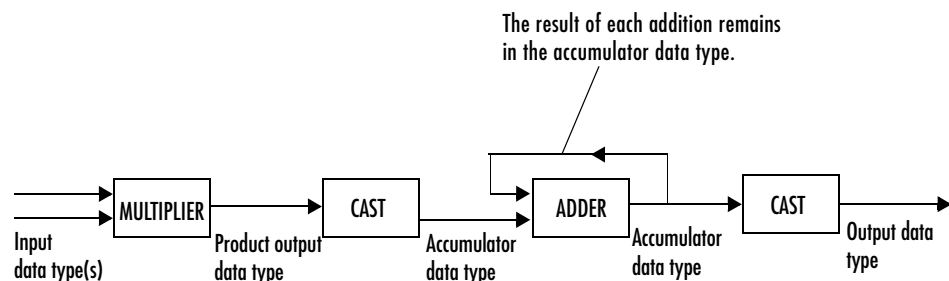 The result of each addition remains
in the accumulator data type.
MULTIPLIER
CAST
ADDER
CAST
Input
data type(s)
Product output
data type
Accumulator
data type
Accumulator
data type
Output data
type